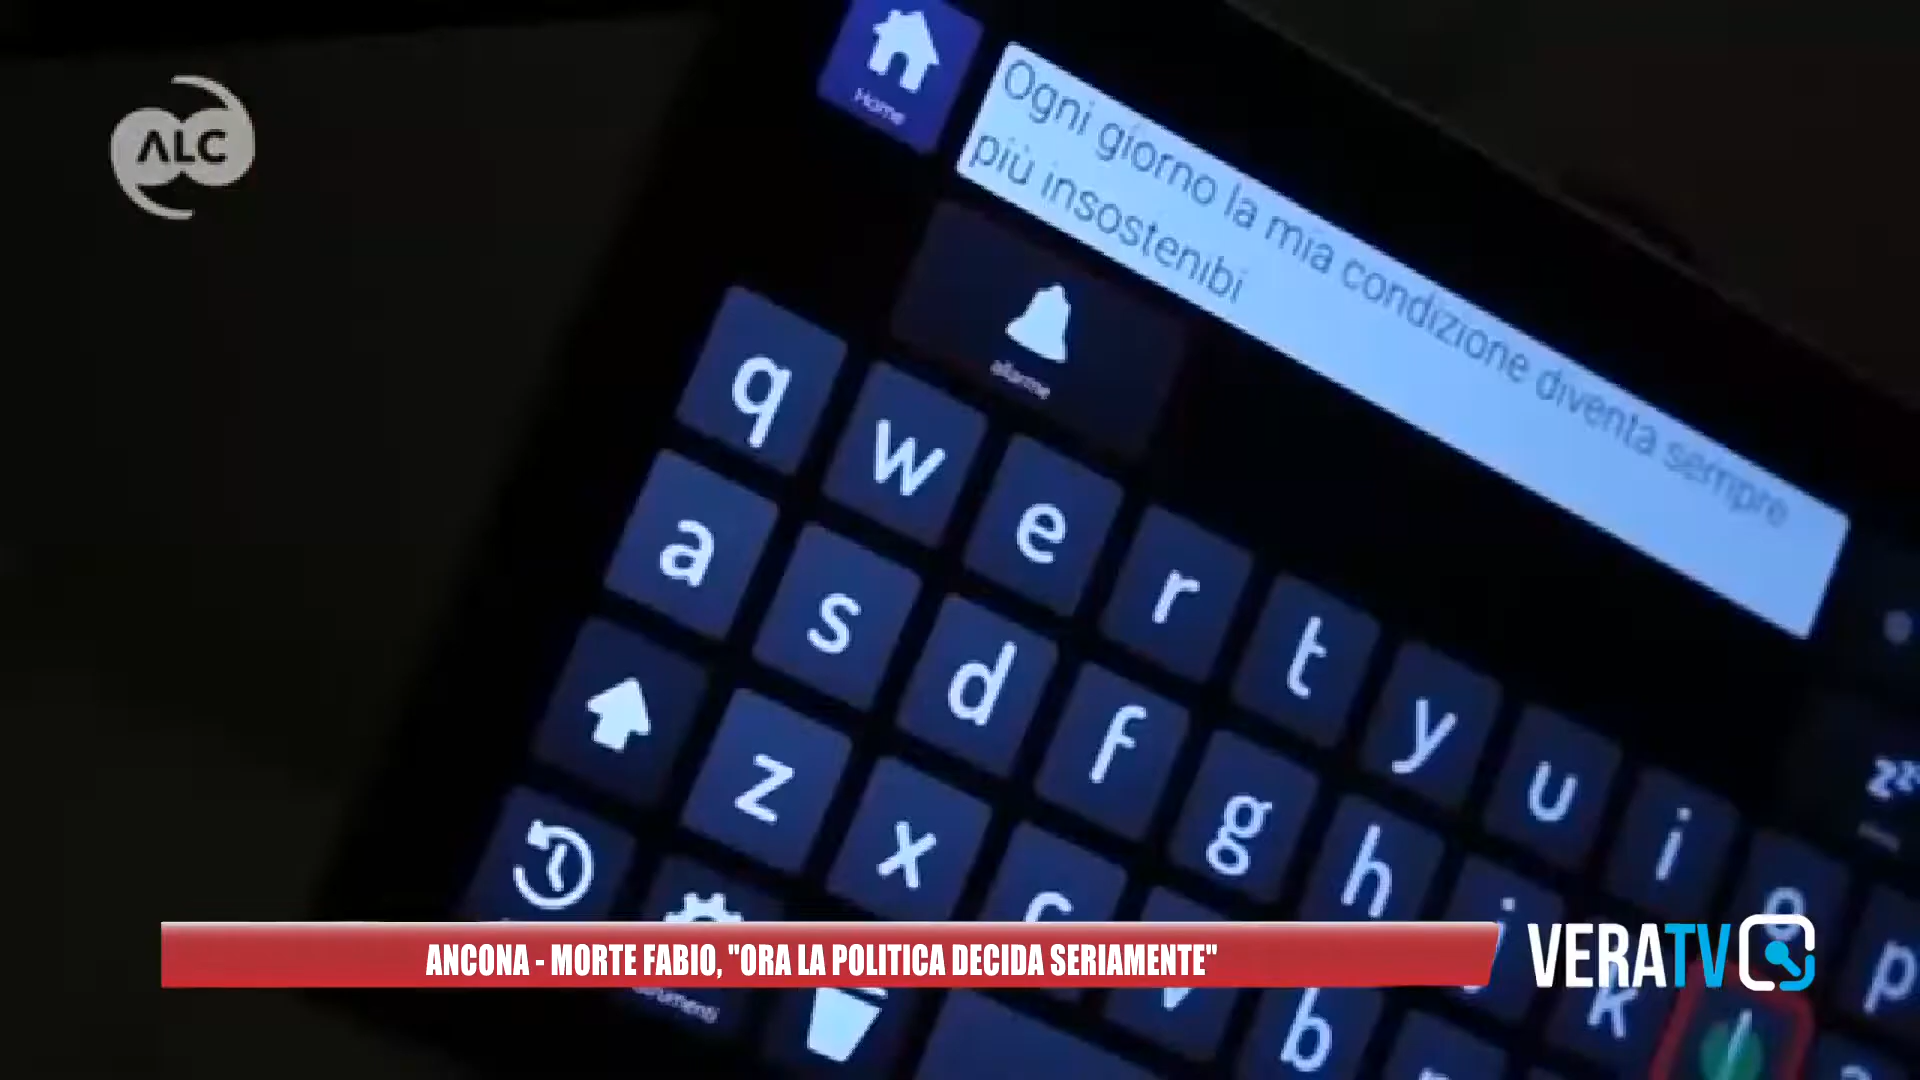 ALC
Home
Ogni giorno la mia condizione diventa sempre
più insostenibi
allarme
q w e r t y u i o p
a s d f g h j k l
z x c v b
ANCONA - MORTE FABIO, "ORA LA POLITICA DECIDA SERIAMENTE"
VERATV